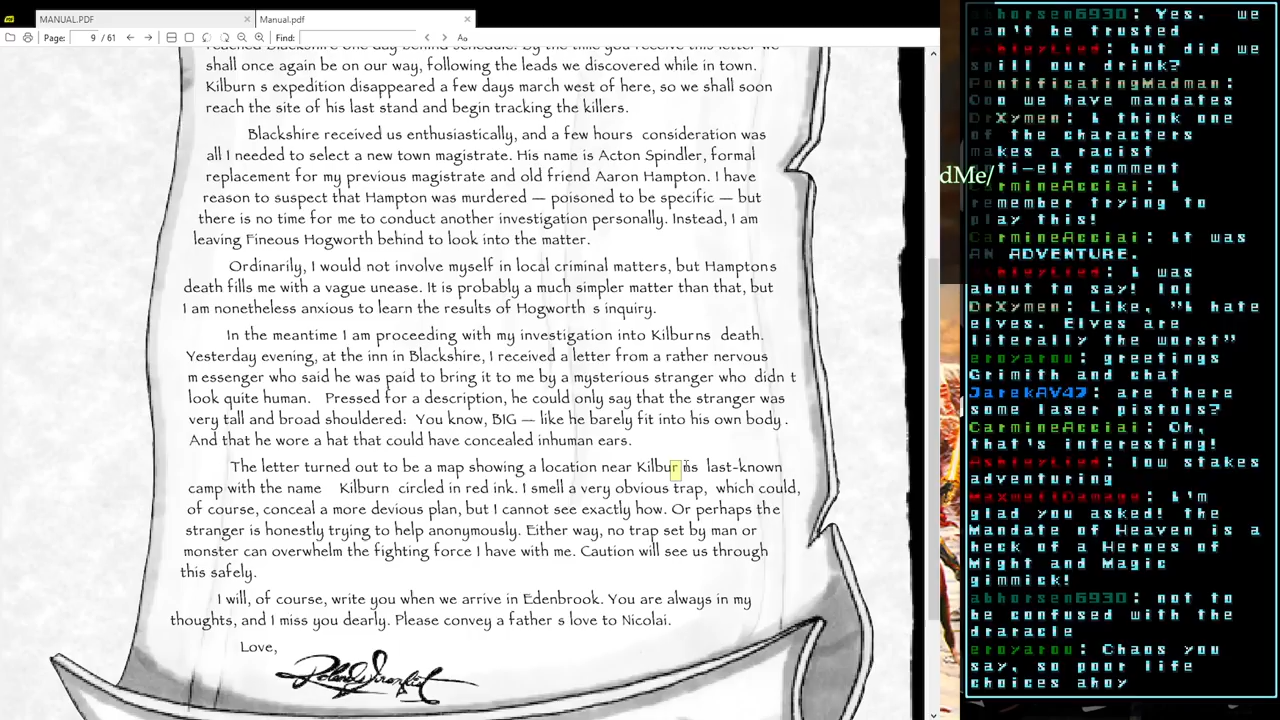 MANUAL.PDF
Manual.pdf
Page: 9 / 61
Find:
shall once again be on our way, following the leads we discovered while in town.
Kilburn s expedition disappeared a few days march west of here, so we shall soon
reach the site of his last stand and begin tracking the killers.
Blackshire received us enthusiastically, and a few hours consideration was
all I needed to select a new town magistrate. His name is Acton Spindler, formal
replacement for my previous magistrate and old friend Aaron Hampton. I have
reason to suspect that Hampton was murdered — poisoned to be specific — but
there is no time for me to conduct another investigation personally. Instead, I am
leaving Fineous Hogworth behind to look into the matter.
Ordinarily, I would not involve myself in local criminal matters, but Hamptons
death fills me with a vague unease. It is probably a much simpler matter than that, but
I am nonetheless anxious to learn the results of Hogworth s inquiry.
In the meantime I am proceeding with my investigation into Kilburns death.
Yesterday evening, at the inn in Blackshire, I received a letter from a rather nervous
m essenger who said he was paid to bring it to me by a mysterious stranger who didn t
look quite human. Pressed for a description, he could only say that the stranger was
very tall and broad shouldered: You know, BIG — like he barely fit into his own body .
And that he wore a hat that could have concealed inhuman ears.
The letter turned out to be a map showing a location near Kilburns last-known
camp with the name Kilburn circled in red ink. I smell a very obvious trap, which could,
of course, conceal a more devious plan, but I cannot see exactly how. Or perhaps the
stranger is honestly trying to help anonymously. Either way, no trap set by man or
monster can overwhelm the fighting force I have with me. Caution will see us through
this safely.
I will, of course, write you when we arrive in Edenbrook. You are always in my
thoughts, and I miss you dearly. Please convey a father s love to Nicolai.
Love,
dMe/
abhorsen6930: Yes. we
can't be trusted
AshleyLied: but did we
spill our drink?
PontificatingMadman:
Ooo we have mandates
DrXymen: I think one
of the characters
makes a racist
anti-elf comment
CarmineAcciai: I
remember trying to
play this!
CarmineAcciai: It was
AN ADVENTURE.
AshleyLied: I was
about to say! lol
DrXymen: Like, "I hate
elves. Elves are
literally the worst"
eroyarou: greetings
Grimith and chat
JarekAV47: are there
some laser pistols?
CarmineAcciai: Oh,
that's interesting!
AshleyLied: low stakes
adventuring
MaxwellDamage: I'm
glad you asked! the
Mandate of Heaven is a
heck of a Heroes of
Might and Magic
gimmick!
abhorsen6930: not to
be confused with the
draracle
eroyarou: Chaos you
say, so poor life
choices ahoy